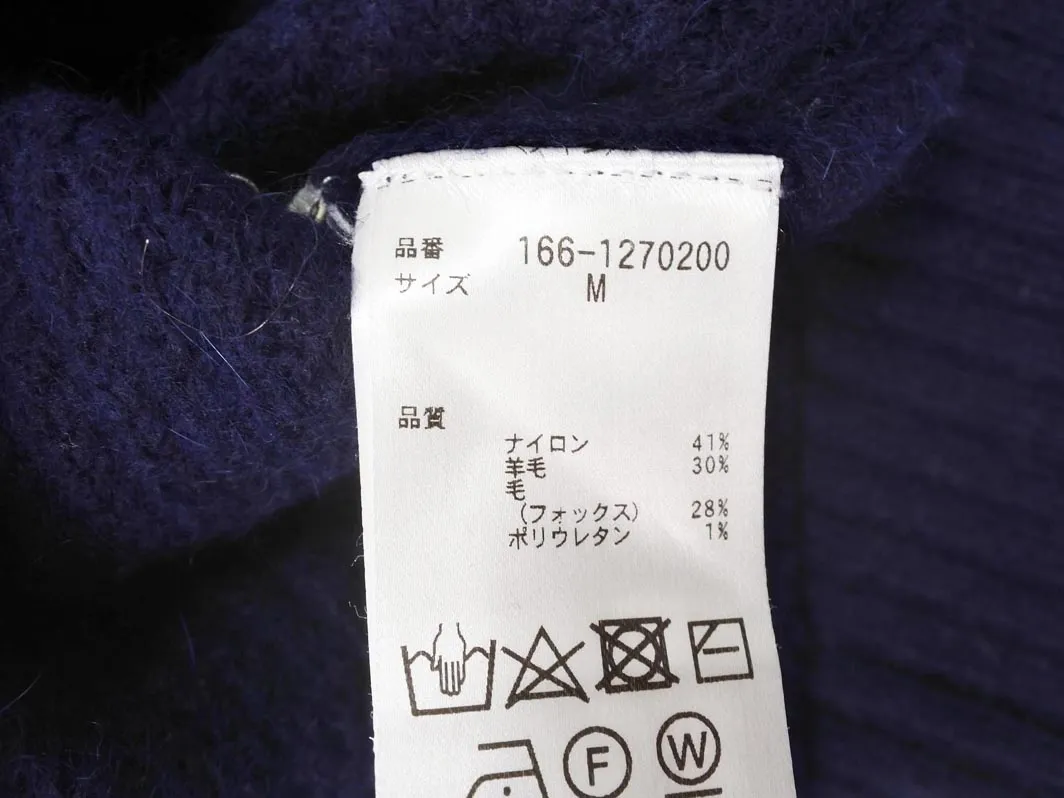 品番 166-1270200
サイズ M
品質
ナイロン 41%
羊毛 30%
毛
(フォックス) 28%
ポリウレタン 1%
F W